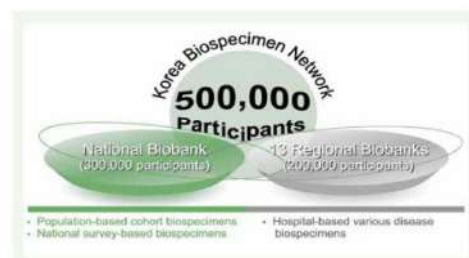 Korea Biospecimen Network
500,000
Participants
National Biobank
(300,000 participants)
13 Regional Biobanks
(200,000 participants)
- Population-based cohort biospecimens
- National survey-based biospecimens
- Hospital-based various disease
biospecimens